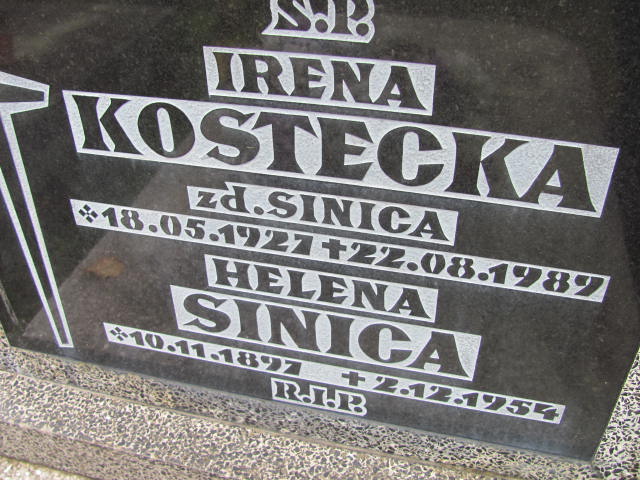 Ś.P.
IRENA
KOSTECKA
zd. SINICA
18.05.1927 +22.08.1989
HELENA
SINICA
10.11.1897 +2.12.1954
R.I.P.